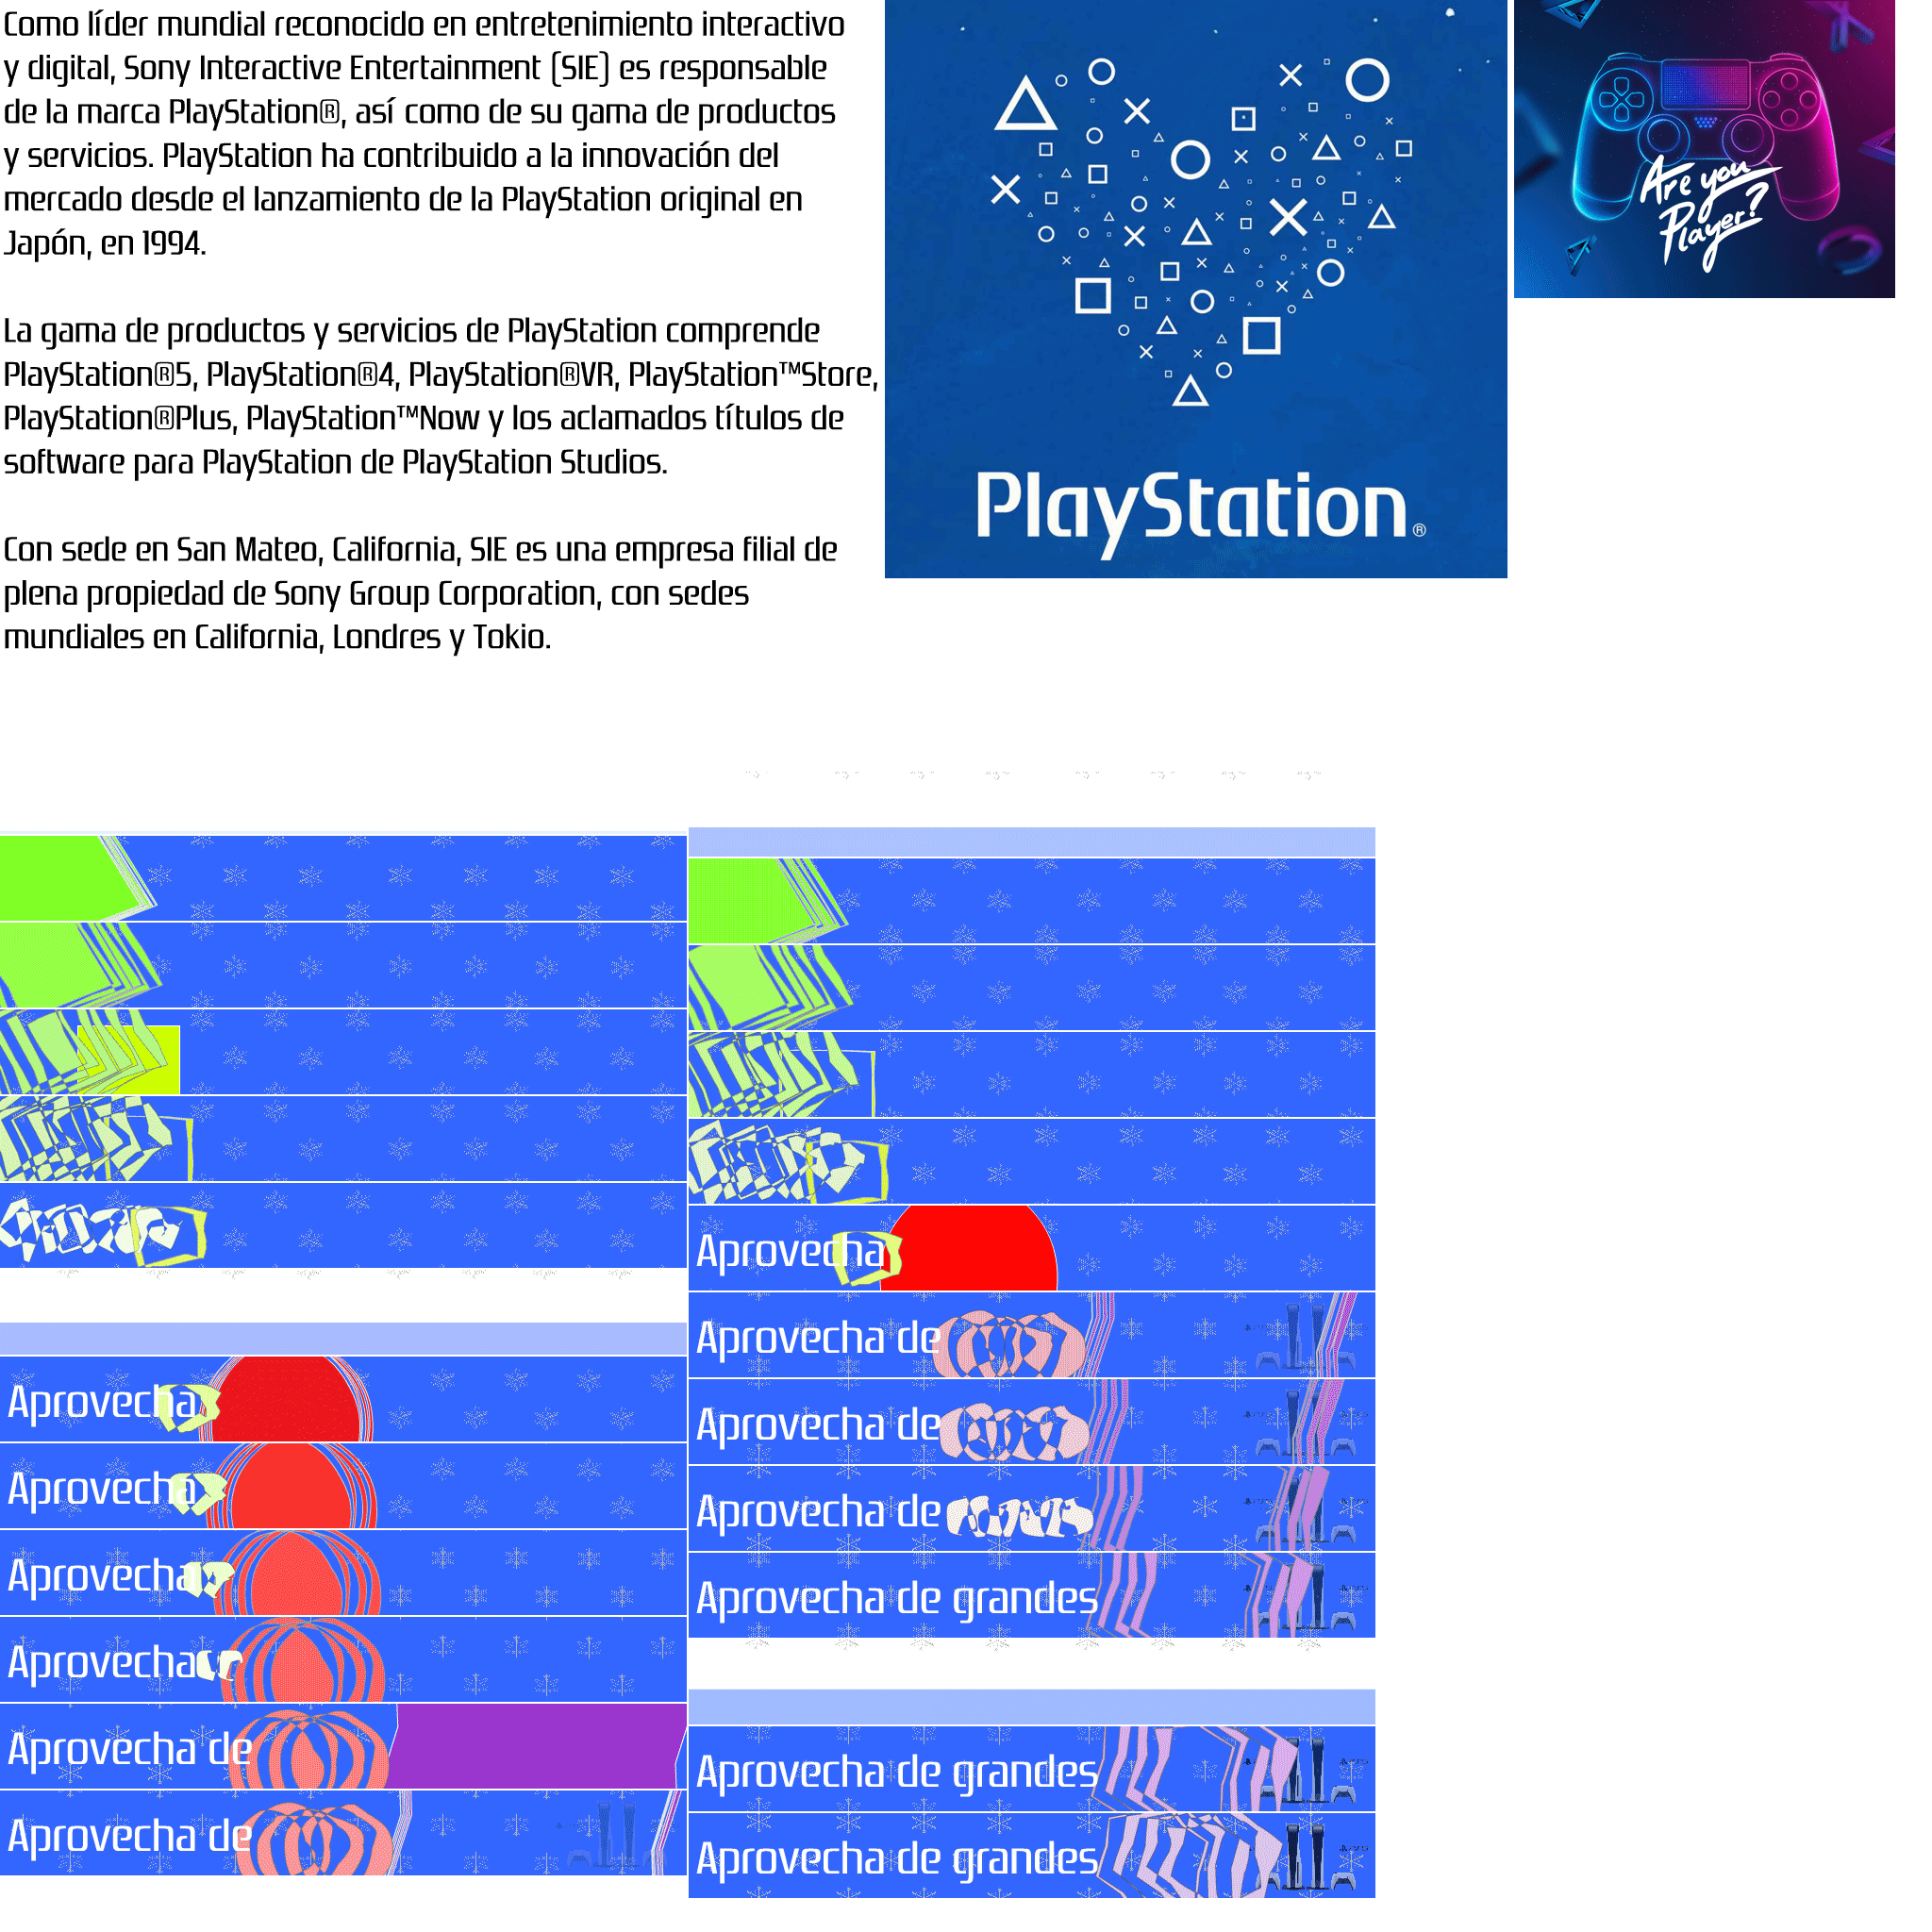 Como líder mundial reconocido en entretenimiento interactivo
y digital, Sony Interactive Entertainment (SIE) es responsable
de la marca PlayStation®, así como de su gama de productos
y servicios. PlayStation ha contribuido a la innovación del
mercado desde el lanzamiento de la PlayStation original en
Japón, en 1994.
La gama de productos y servicios de PlayStation comprende
PlayStation®5, PlayStation®4, PlayStation®VR, PlayStation™Store,
PlayStation®Plus, PlayStation™Now y los aclamados títulos de
software para PlayStation de PlayStation Studios.
Con sede en San Mateo, California, SIE es una empresa filial de
plena propiedad de Sony Group Corporation, con sedes
mundiales en California, Londres y Tokio.
PlayStation®
Are you
Player?
Aprovecha
Aprovecha
Aprovecha
Aprovecha
Aprovecha de
Aprovecha de
Aprovecha
Aprovecha de
Aprovecha de
Aprovecha de
Aprovecha de grandes
Aprovecha de grandes
Aprovecha de grandes